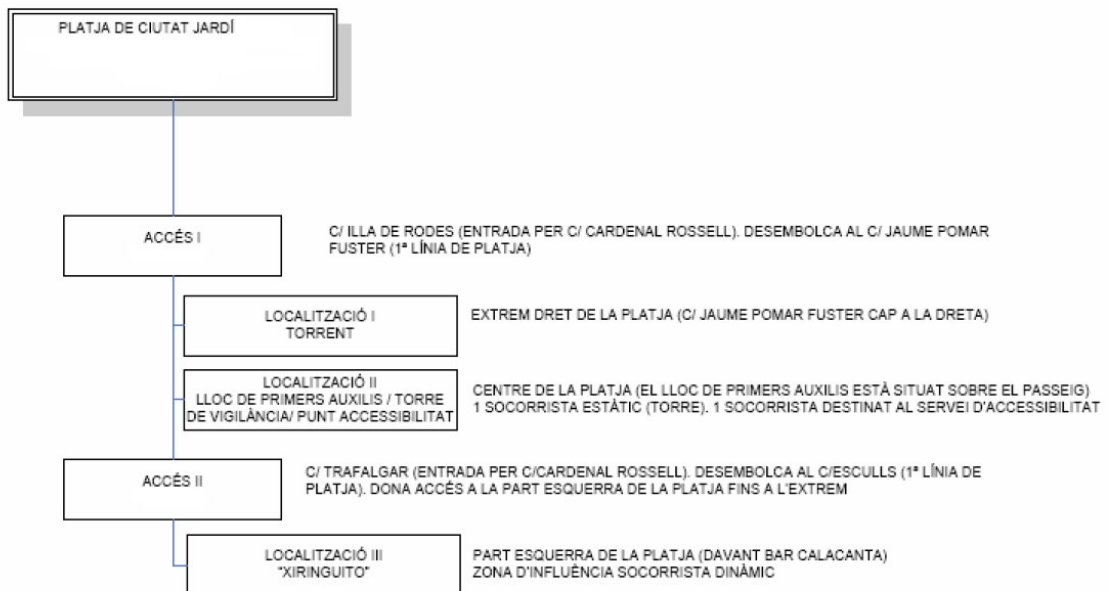 PLATJA DE CIUTAT JARDÍ
ACCÉS I
C/ ILLA DE RODES (ENTRADA PER C/ CARDENAL ROSSELL). DESEMBOLCA AL C/ JAUME POMAR
FUSTER (1ª LÍNIA DE PLATJA)
LOCALITZACIÓ I
TORRENT
EXTREM DRET DE LA PLATJA (C/ JAUME POMAR FUSTER CAP A LA DRETA)
LOCALITZACIÓ II
LLOC DE PRIMERS AUXILIS / TORRE
DE VIGILÀNCIA/ PUNT ACCESSIBILITAT
CENTRE DE LA PLATJA (EL LLOC DE PRIMERS AUXILIS ESTÀ SITUAT SOBRE EL PASSEIG)
1 SOCORRISTA ESTÀTIC (TORRE). 1 SOCORRISTA DESTINAT AL SERVEI D'ACCESSIBILITAT
ACCÉS II
C/ TRAFALGAR (ENTRADA PER C/CARDENAL ROSSELL). DESEMBOLCA AL C/ESCULLS (1ª LÍNIA DE
PLATJA). DONA ACCÉS A LA PART ESQUERRA DE LA PLATJA FINS A L'EXTREM
LOCALITZACIÓ III
"XIRINGUITO"
PART ESQUERRA DE LA PLATJA (DAVANT BAR CALACANTA)
ZONA D'INFLUÈNCIA SOCORRISTA DINÀMIC